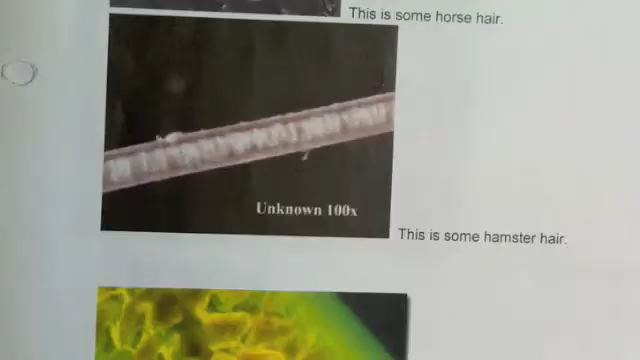 This is some horse hair.
Unknown 100x
This is some hamster hair.